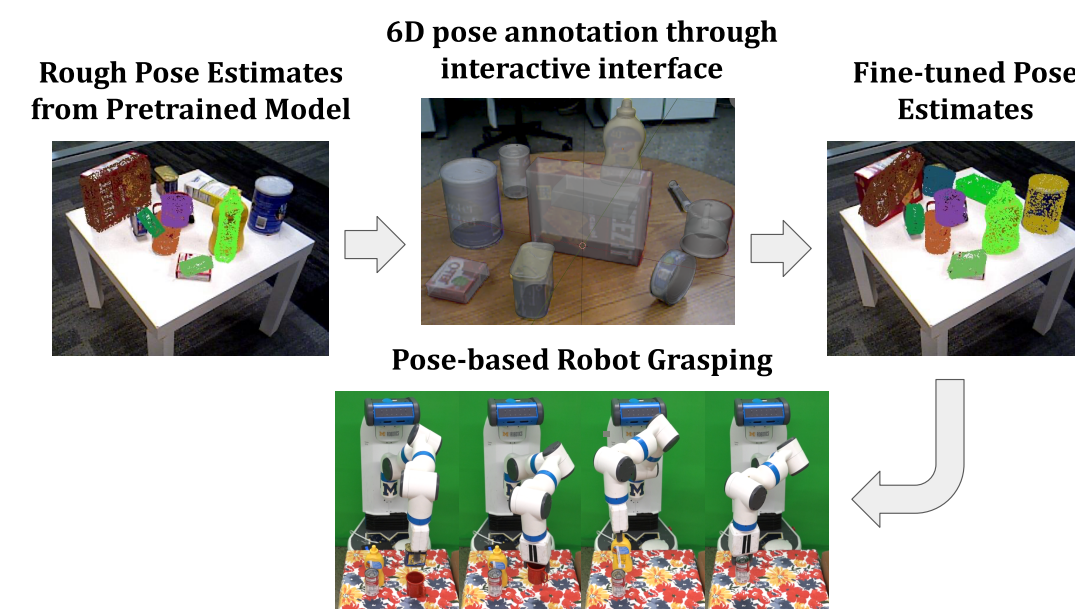 Rough Pose Estimates
from Pretrained Model
6D pose annotation through
interactive interface
Fine-tuned Pose
Estimates
Pose-based Robot Grasping
M
M